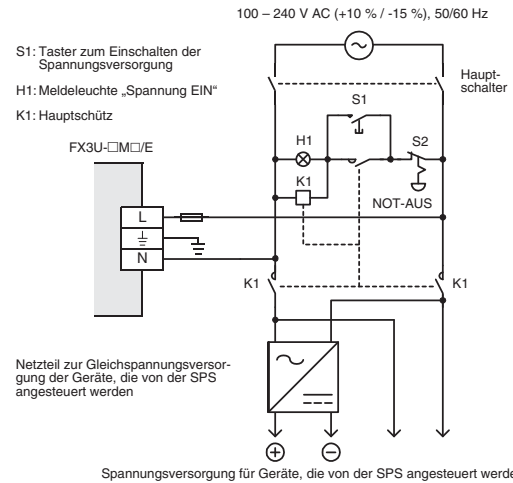 100 – 240 V AC (+10 % / -15 %), 50/60 Hz
S1: Taster zum Einschalten der
Spannungsversorgung
H1: Meldeleuchte „Spannung EIN“
K1: Hauptschütz
Haupt-
schalter
S1
FX3U-□M□/E
H1
S2
K1
NOT-AUS
L
N
K1
K1
Netzteil zur Gleichspannungsversor-
gung der Geräte, die von der SPS
angesteuert werden
+
−
Spannungsversorgung für Geräte, die von der SPS angesteuert werde